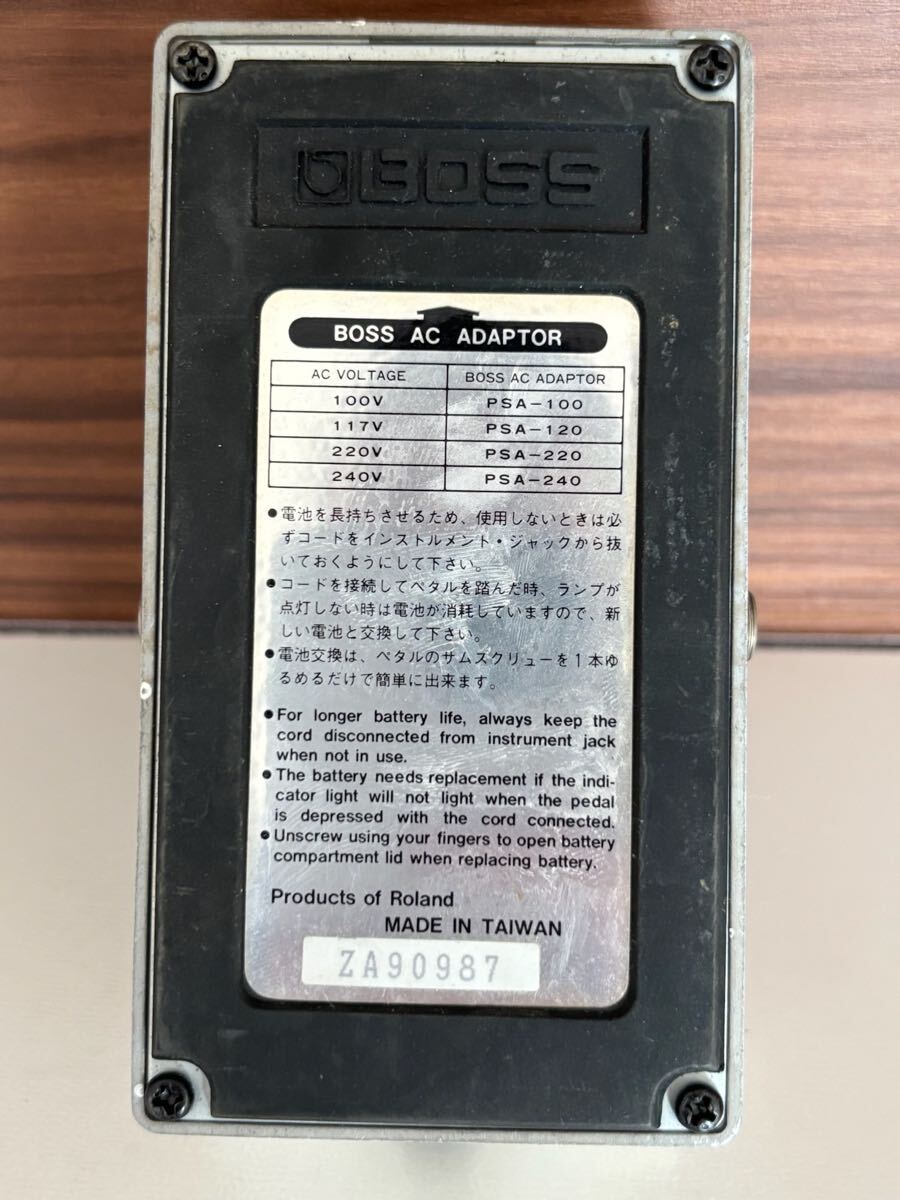 BOSS
BOSS AC ADAPTOR
AC VOLTAGE BOSS AC ADAPTOR
100V PSA-100
117V PSA-120
220V PSA-220
240V PSA-240
●電池を長持ちさせるため、使用しないときは必
ずコードをインストルメント・ジャックから抜
いておくようにして下さい。
●コードを接続してペダルを踏んだ時、ランプが
点灯しない時は電池が消耗していますので、新
しい電池と交換して下さい。
●電池交換は、ペダルのサムスクリューを1本ゆ
るめるだけで簡単に出来ます。
●For longer battery life, always keep the
cord disconnected from instrument jack
when not in use.
●The battery needs replacement if the indi-
cator light will not light when the pedal
is depressed with the cord connected.
●Unscrew using your fingers to open battery
compartment lid when replacing battery.
Products of Roland
MADE IN TAIWAN
ZA90987